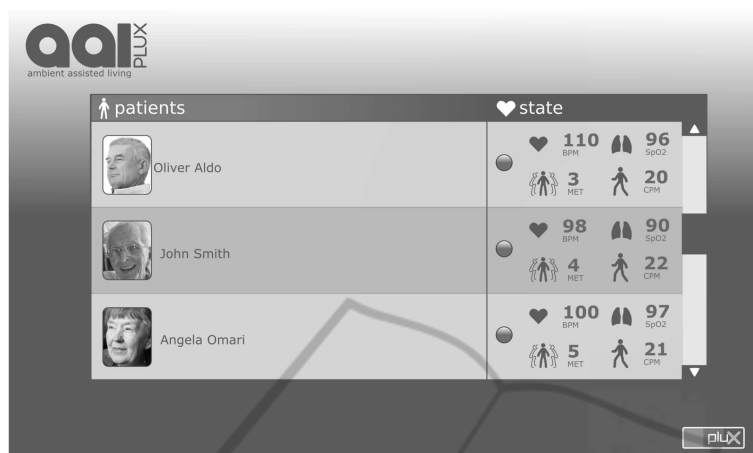 aal PLUX
ambient assisted living
patients
state
Oliver Aldo
110 BPM 96 SpO2
3 MET 20 CPM
John Smith
98 BPM 90 SpO2
4 MET 22 CPM
Angela Omari
100 BPM 97 SpO2
5 MET 21 CPM
plux